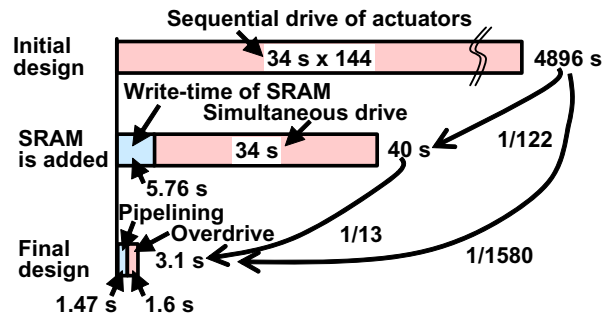 Sequential drive of actuators
Initial design
34 s x 144
4896 s
Write-time of SRAM
Simultaneous drive
SRAM is added
34 s
40 s
1/122
5.76 s
Pipelining
Overdrive
1/13
Final design
3.1 s
1/1580
1.47 s
1.6 s